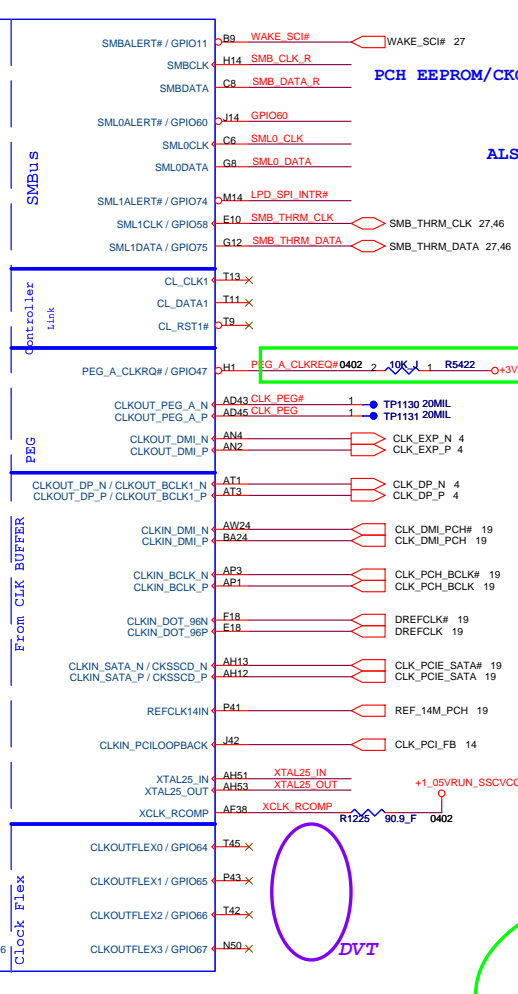 SMBus
SMBALERT# / GPIO11 B9 WAKE_SCI# WAKE_SCI# 27
SMBCLK H14 SMB_CLK_R
PCH EEPROM/CK
SMBDATA C8 SMB_DATA_R
SML0ALERT# / GPIO60 J14 GPIO60
SML0CLK C6 SML0_CLK
ALS
SML0DATA G8 SML0_DATA
SML1ALERT# / GPIO74 M14 LPD_SPI_INTR#
SML1CLK / GPIO58 E10 SMB_THRM_CLK SMB_THRM_CLK 27,46
SML1DATA / GPIO75 G12 SMB_THRM_DATA SMB_THRM_DATA 27,46
Controller
Link
CL_CLK1 T13
CL_DATA1 T11
CL_RST1# T9
PEG
PEG_A_CLKRQ# / GPIO47 H1 PEG_A_CLKREQ# 0402 2 10K_J 1 R5422 +3V
CLKOUT_PEG_A_N AD43 CLK_PEG# 1 TP1130 20MIL
CLKOUT_PEG_A_P AD45 CLK_PEG 1 TP1131 20MIL
CLKOUT_DMI_N AN4 CLK_EXP_N 4
CLKOUT_DMI_P AN2 CLK_EXP_P 4
From CLK BUFFER
CLKOUT_DP_N / CLKOUT_BCLK1_N AT1 CLK_DP_N 4
CLKOUT_DP_P / CLKOUT_BCLK1_P AT3 CLK_DP_P 4
CLKIN_DMI_N AW24 CLK_DMI_PCH# 19
CLKIN_DMI_P BA24 CLK_DMI_PCH 19
CLKIN_BCLK_N AP3 CLK_PCH_BCLK# 19
CLKIN_BCLK_P AP1 CLK_PCH_BCLK 19
CLKIN_DOT_96N F18 DREFCLK# 19
CLKIN_DOT_96P E18 DREFCLK 19
CLKIN_SATA_N / CKSSCD_N AH13 CLK_PCIE_SATA# 19
CLKIN_SATA_P / CKSSCD_P AH12 CLK_PCIE_SATA 19
REFCLK14IN P41 REF_14M_PCH 19
CLKIN_PCILOOPBACK J42 CLK_PCI_FB 14
XTAL25_IN AH51 XTAL25_IN
XTAL25_OUT AH53 XTAL25_OUT
+1_05VRUN_SSCVCC
XCLK_RCOMP AF38 XCLK_RCOMP
R1225 90.9_F 0402
Clock Flex
CLKOUTFLEX0 / GPIO64 T45
CLKOUTFLEX1 / GPIO65 P43
CLKOUTFLEX2 / GPIO66 T42
CLKOUTFLEX3 / GPIO67 N50
DVT
6